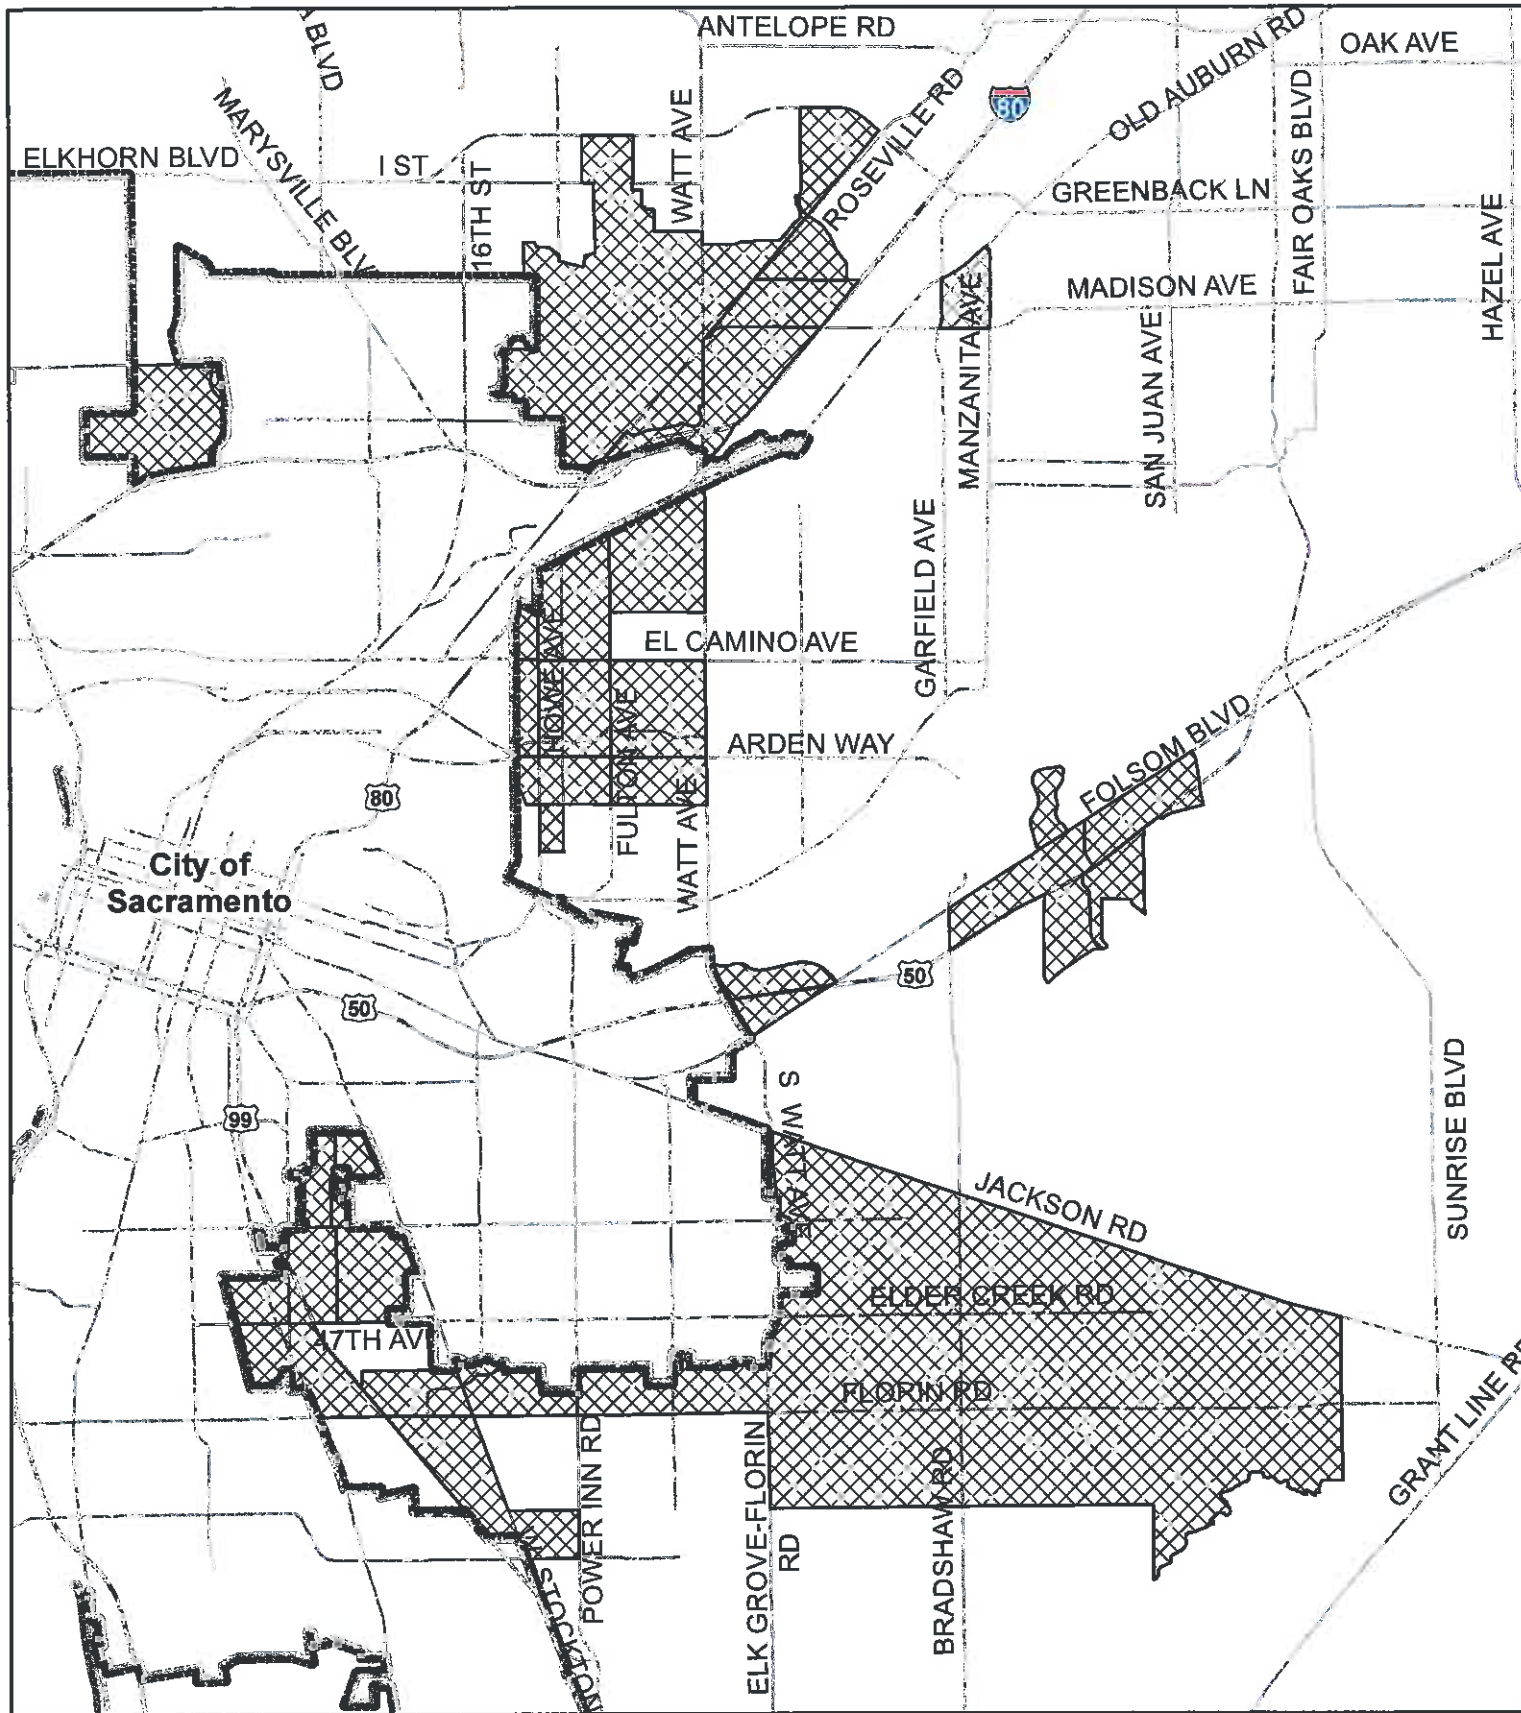 ANTELOPE RD
OAK AVE
BLVD
OLD AUBURN RD
ROSEVILLE RD
80
WATT AVE
MARYSVILLE BLV
FAIR OAKS BLVD
ELKHORN BLVD
I ST
16TH ST
GREENBACK LN
HAZEL AVE
MADISON AVE
MANZANITA AVE
SAN JUAN AVE
GARFIELD AVE
EL CAMINO AVE
HOWE AVE
FULTON AVE
ARDEN WAY
FOLSOM BLVD
80
WATT AVE
City of
Sacramento
50
50
99
S WATT AVE
SUNRISE BLVD
JACKSON RD
ELDER CREEK RD
47TH AV
FLORIN RD
GRANT LINE RD
POWER INN RD
ELK GROVE-FLORIN
RD
BRADSHAW RD
STOCKTON